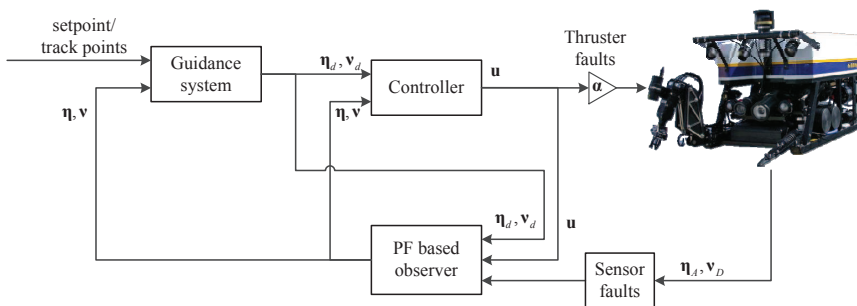 setpoint/
track points
Guidance
system
η_d, ν_d
Controller
u
Thruster
faults
α
η, ν
η, ν
η_d, ν_d
u
PF based
observer
Sensor
faults
η_A, ν_D